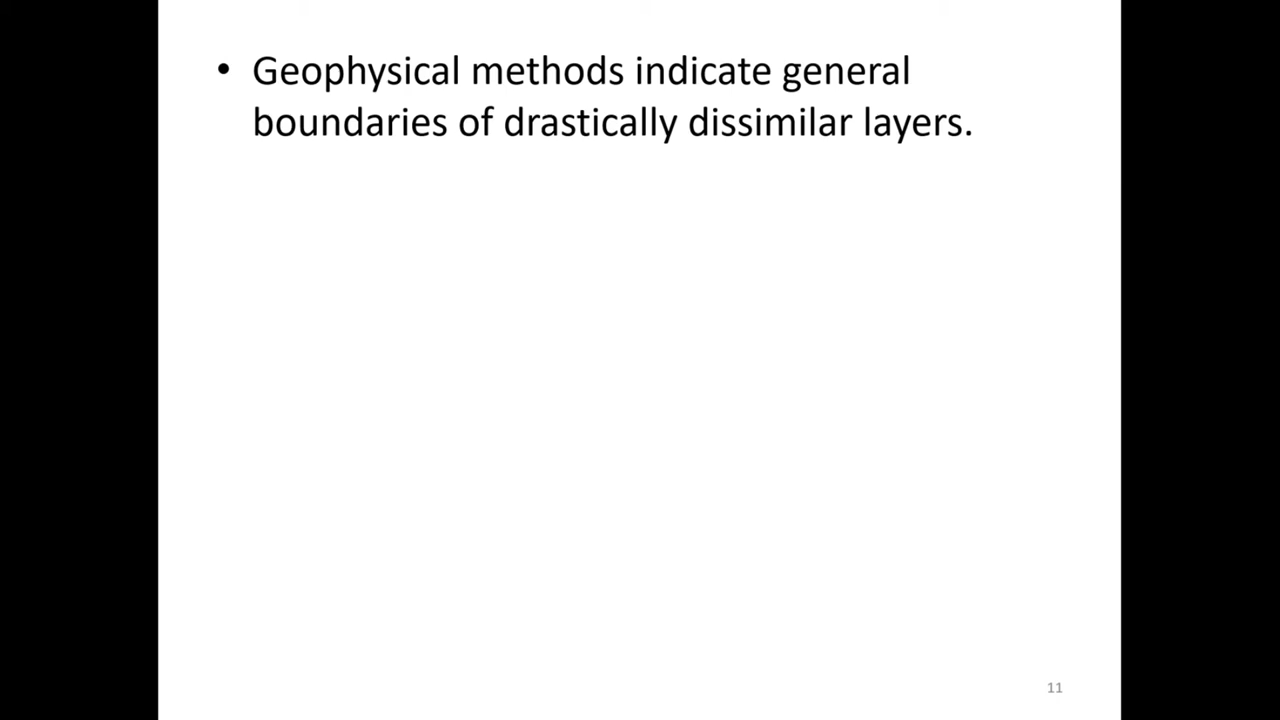 • Geophysical methods indicate general
boundaries of drastically dissimilar layers.
11